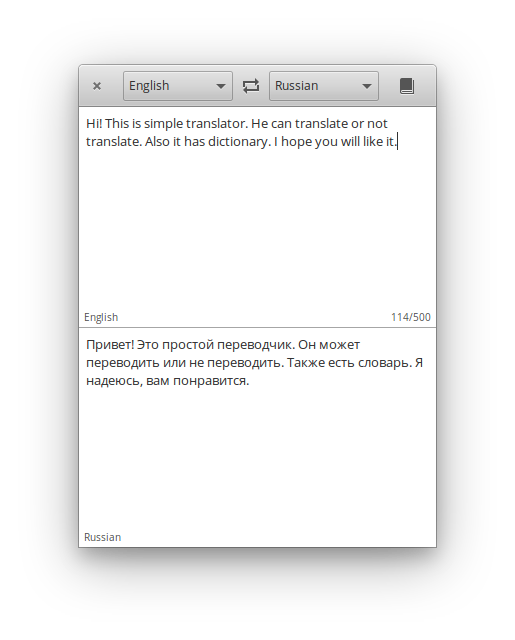 English
Russian
Hi! This is simple translator. He can translate or not
translate. Also it has dictionary. I hope you will like it.
English
114/500
Привет! Это простой переводчик. Он может
переводить или не переводить. Также есть словарь. Я
надеюсь, вам понравится.
Russian